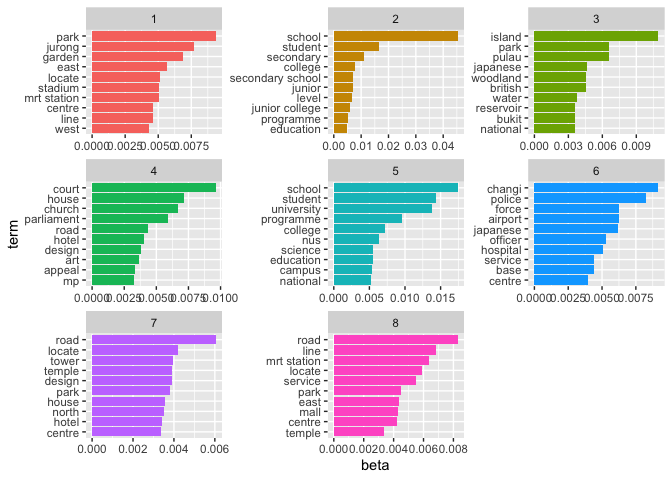 1
park
jurong
garden
east
locate
stadium
mrt station
centre
line
west
0.0000 0.0025 0.0050 0.0075
2
school
student
secondary
college
secondary school
junior
level
junior college
programme
education
0.00 0.01 0.02 0.03 0.04
3
island
park
pulau
japanese
woodland
british
water
reservoir
bukit
national
0.000 0.003 0.006 0.009
term
4
court
house
church
parliament
road
hotel
design
art
appeal
mp
0.0000 0.0025 0.0050 0.0075 0.0100
5
school
student
university
programme
college
nus
science
education
campus
national
0.000 0.005 0.010 0.015
6
changi
police
force
airport
japanese
officer
hospital
service
base
centre
0.0000 0.0025 0.0050 0.0075
7
road
locate
tower
temple
design
park
house
north
hotel
centre
0.000 0.002 0.004 0.006
8
road
line
mrt station
locate
service
park
east
mall
centre
temple
0.000 0.002 0.004 0.006 0.008
beta